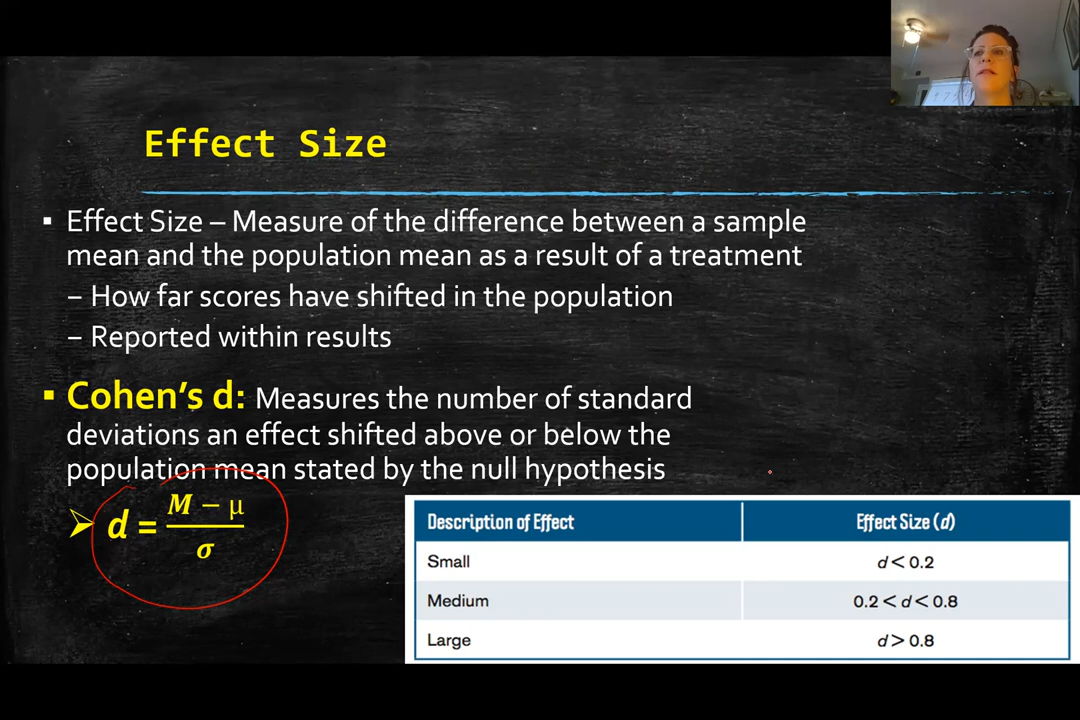 Effect Size
▪ Effect Size – Measure of the difference between a sample
mean and the population mean as a result of a treatment
– How far scores have shifted in the population
– Reported within results
▪ Cohen’s d: Measures the number of standard
deviations an effect shifted above or below the
population mean stated by the null hypothesis
➢ d = (M − μ) / σ
Description of Effect Effect Size (d)
Small d < 0.2
Medium 0.2 < d < 0.8
Large d > 0.8